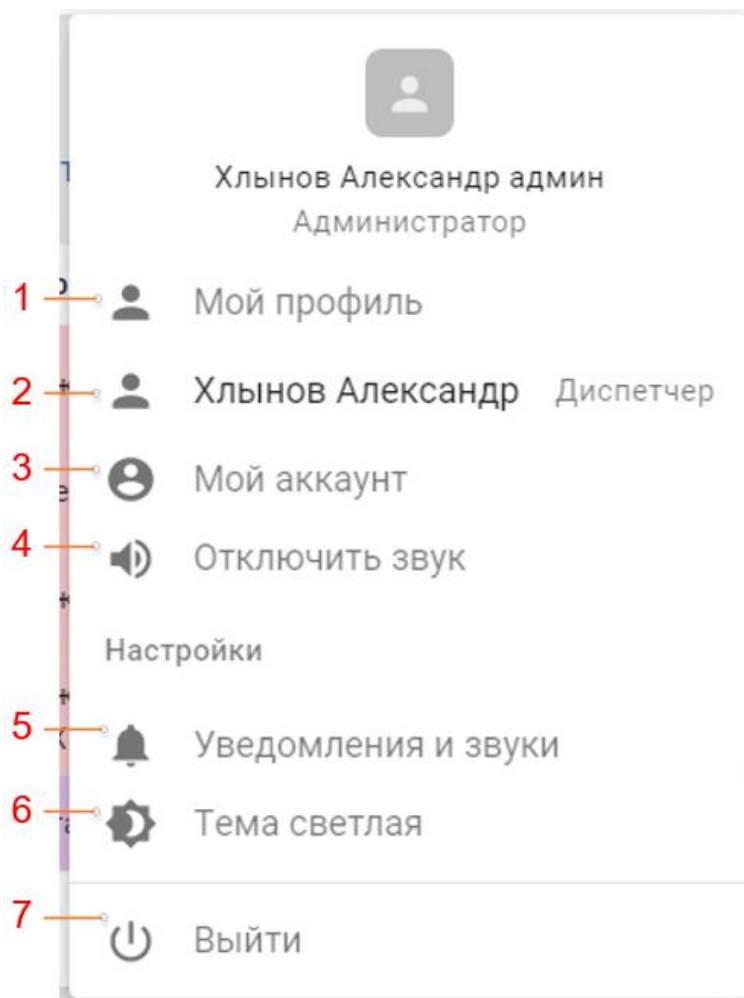 Хлынов Александр админ
Администратор
1 Мой профиль
2 Хлынов Александр Диспетчер
3 Мой аккаунт
4 Отключить звук
Настройки
5 Уведомления и звуки
6 Тема светлая
7 Выйти